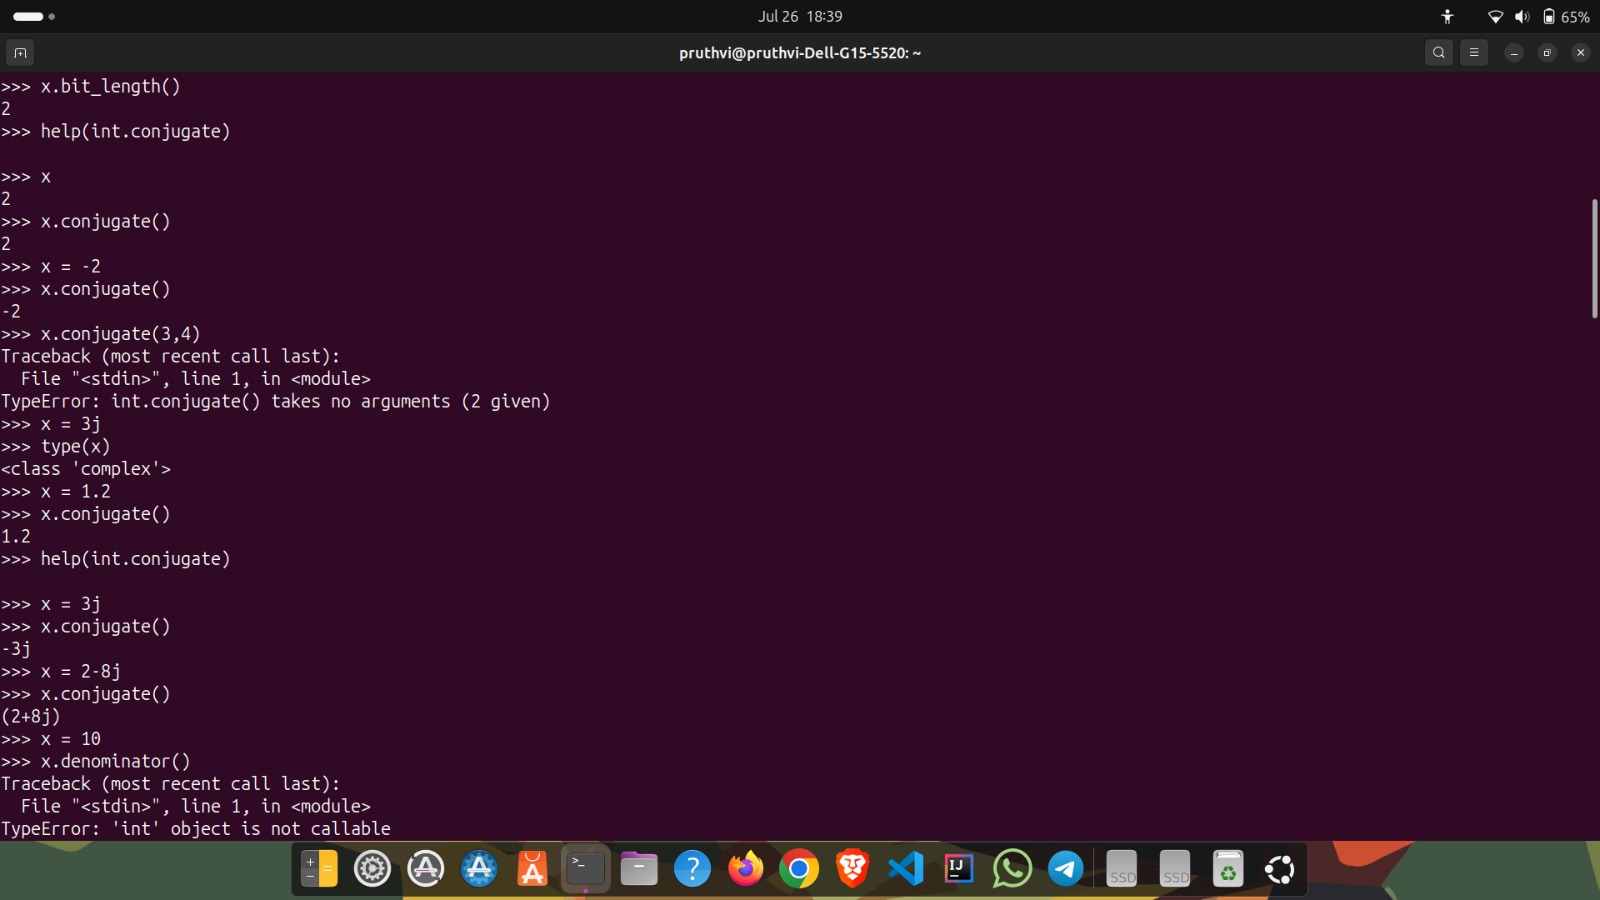 Jul 26 18:39
65%
pruthvi@pruthvi-Dell-G15-5520: ~
>>> x.bit_length()
2
>>> help(int.conjugate)
>>> x
2
>>> x.conjugate()
2
>>> x = -2
>>> x.conjugate()
-2
>>> x.conjugate(3,4)
Traceback (most recent call last):
  File "<stdin>", line 1, in <module>
TypeError: int.conjugate() takes no arguments (2 given)
>>> x = 3j
>>> type(x)
<class 'complex'>
>>> x = 1.2
>>> x.conjugate()
1.2
>>> help(int.conjugate)
>>> x = 3j
>>> x.conjugate()
-3j
>>> x = 2-8j
>>> x.conjugate()
(2+8j)
>>> x = 10
>>> x.denominator()
Traceback (most recent call last):
  File "<stdin>", line 1, in <module>
TypeError: 'int' object is not callable
>_
?
IJ
SSD
SSD